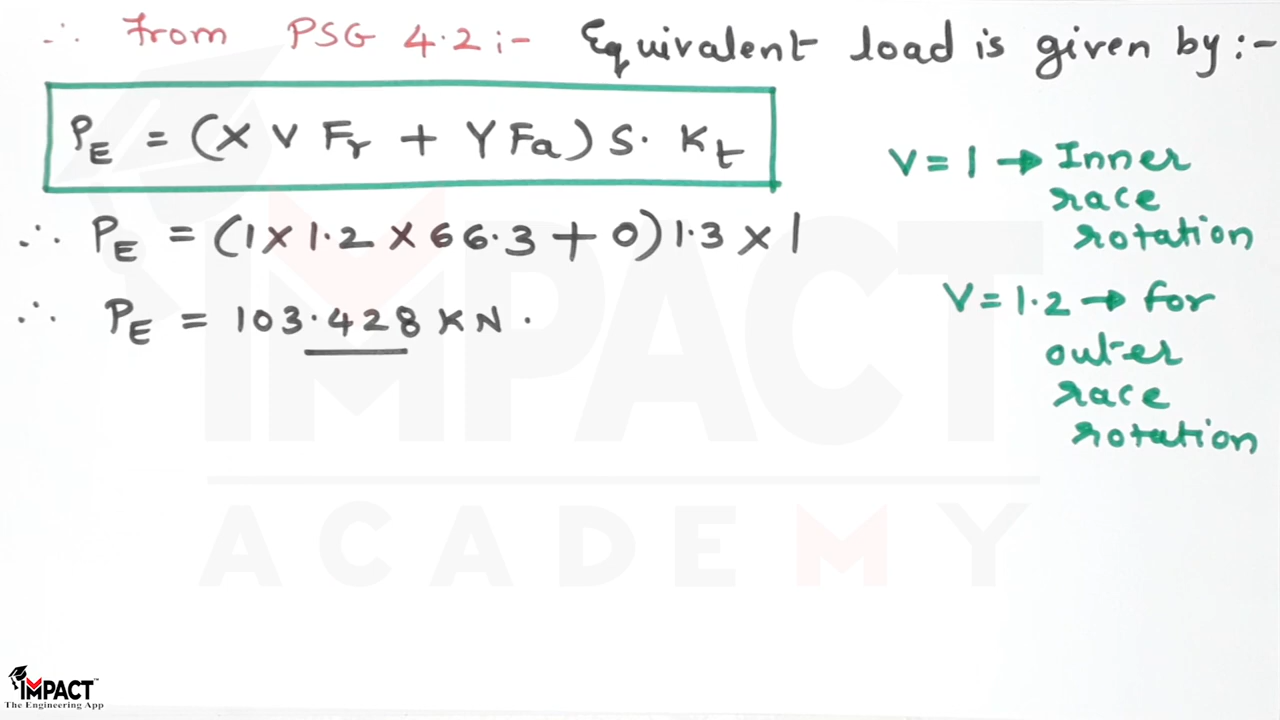 ∴ From PSG 4.2 :- Equivalent load is given by :-
P_E = (X V F_r + Y F_a) S. K_t
V = 1 → Inner
race
rotation
∴ P_E = (1 × 1.2 × 66.3 + 0) 1.3 × 1
∴ P_E = 103.428 KN.
V = 1.2 → for
outer
race
rotation
IMPACT
ACADEMY
IMPACT™
The Engineering App